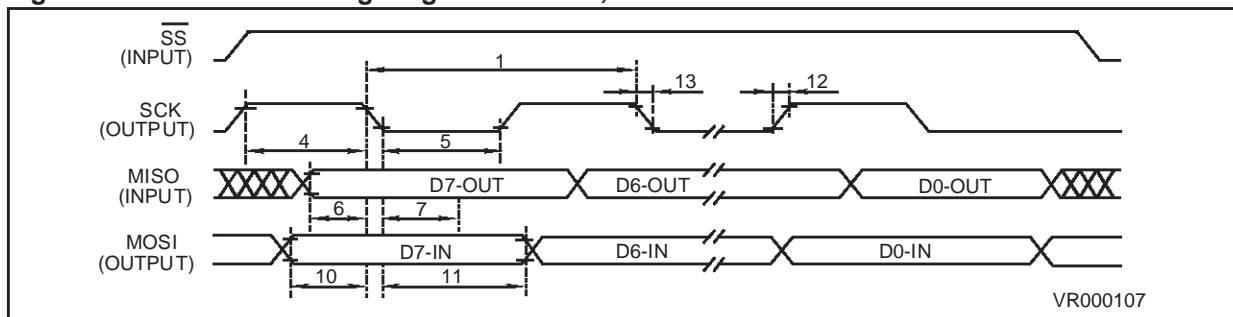 SS
(INPUT)
1
13
12
SCK
(OUTPUT)
4
5
MISO
(INPUT)
D7-OUT
D6-OUT
D0-OUT
6
7
MOSI
(OUTPUT)
D7-IN
D6-IN
D0-IN
10
11
VR000107